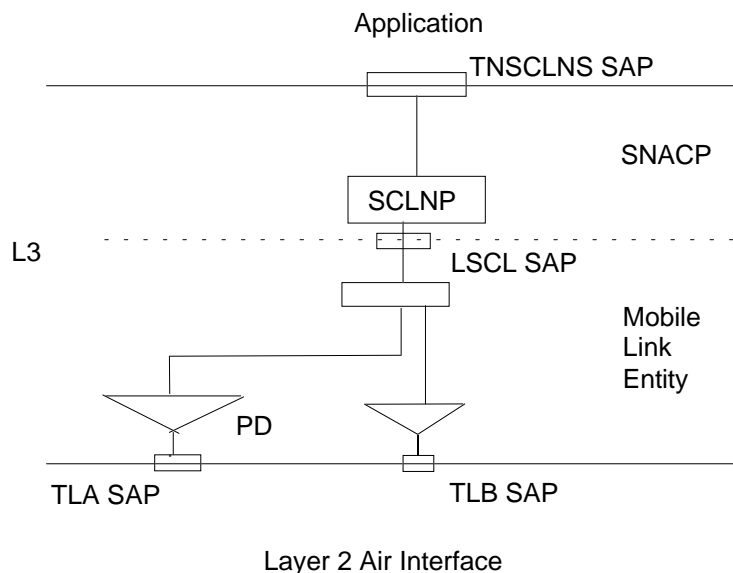 Application
TNSCLNS SAP
SNACP
SCLNP
L3
LSCL SAP
Mobile
Link
Entity
PD
TLA SAP
TLB SAP
Layer 2 Air Interface